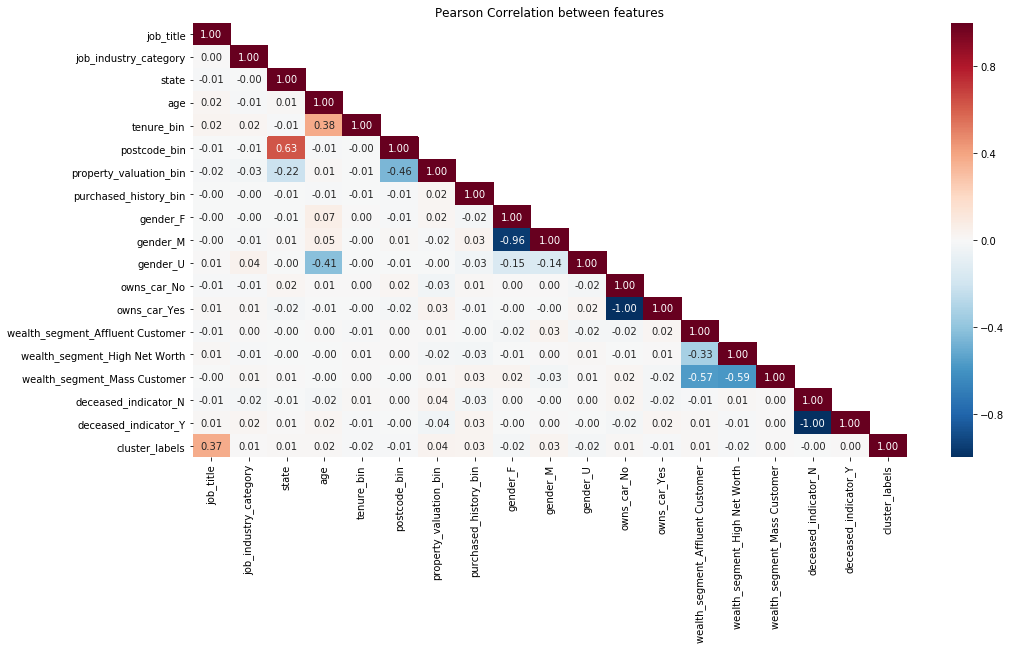 Pearson Correlation between features
job_title 1.00
job_industry_category 0.00 1.00
state -0.01 -0.00 1.00
age 0.02 -0.01 0.01 1.00
tenure_bin 0.02 0.02 -0.01 0.38 1.00
postcode_bin -0.01 -0.01 0.63 -0.01 -0.00 1.00
property_valuation_bin -0.02 -0.03 -0.22 0.01 -0.01 -0.46 1.00
purchased_history_bin -0.00 -0.00 -0.01 -0.01 -0.01 -0.01 0.02 1.00
gender_F -0.00 -0.00 -0.01 0.07 0.00 -0.01 0.02 -0.02 1.00
gender_M -0.00 -0.01 0.01 0.05 -0.00 0.01 -0.02 0.03 -0.96 1.00
gender_U 0.01 0.04 -0.00 -0.41 -0.00 -0.01 -0.00 -0.03 -0.15 -0.14 1.00
owns_car_No -0.01 -0.01 0.02 0.01 0.00 0.02 -0.03 0.01 0.00 0.00 -0.02 1.00
owns_car_Yes 0.01 0.01 -0.02 -0.01 -0.00 -0.02 0.03 -0.01 -0.00 -0.00 0.02 -1.00 1.00
wealth_segment_Affluent Customer -0.01 0.00 -0.00 0.00 -0.01 0.00 0.01 -0.00 -0.02 0.03 -0.02 -0.02 0.02 1.00
wealth_segment_High Net Worth 0.01 -0.01 -0.00 -0.00 0.01 0.00 -0.02 -0.03 -0.01 0.00 0.01 -0.01 0.01 -0.33 1.00
wealth_segment_Mass Customer -0.00 0.01 0.01 -0.00 0.00 -0.00 0.01 0.03 0.02 -0.03 0.01 0.02 -0.02 -0.57 -0.59 1.00
deceased_indicator_N -0.01 -0.02 -0.01 -0.02 0.01 0.00 0.04 -0.03 0.00 -0.00 0.00 0.02 -0.02 -0.01 0.01 0.00 1.00
deceased_indicator_Y 0.01 0.02 0.01 0.02 -0.01 -0.00 -0.04 0.03 -0.00 0.00 -0.00 -0.02 0.02 0.01 -0.01 0.00 -1.00 1.00
cluster_labels 0.37 0.01 0.01 0.02 -0.02 -0.01 0.04 0.03 -0.02 0.03 -0.02 0.01 -0.01 0.01 -0.02 0.01 -0.00 0.00 1.00
job_title
job_industry_category
state
age
tenure_bin
postcode_bin
property_valuation_bin
purchased_history_bin
gender_F
gender_M
gender_U
owns_car_No
owns_car_Yes
wealth_segment_Affluent Customer
wealth_segment_High Net Worth
wealth_segment_Mass Customer
deceased_indicator_N
deceased_indicator_Y
cluster_labels
0.8
0.4
0.0
-0.4
-0.8